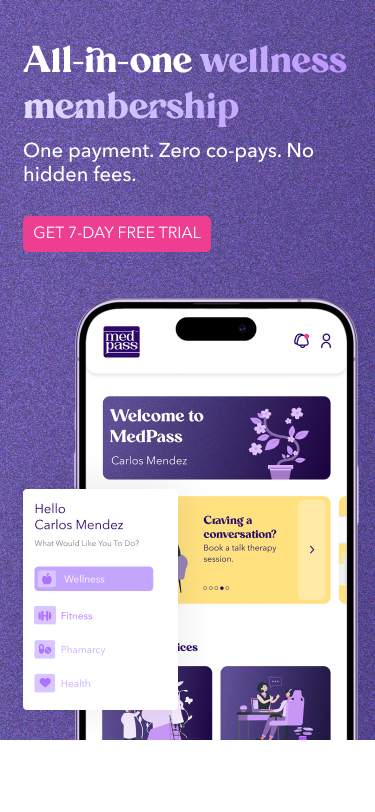 All-in-one wellness
membership
One payment. Zero co-pays. No
hidden fees.
GET 7-DAY FREE TRIAL
med
pass
Welcome to
MedPass
Carlos Mendez
Hello
Carlos Mendez
What Would Like You To Do?
Wellness
Fitness
Phamarcy
Health
Craving a
conversation?
Book a talk therapy
session.